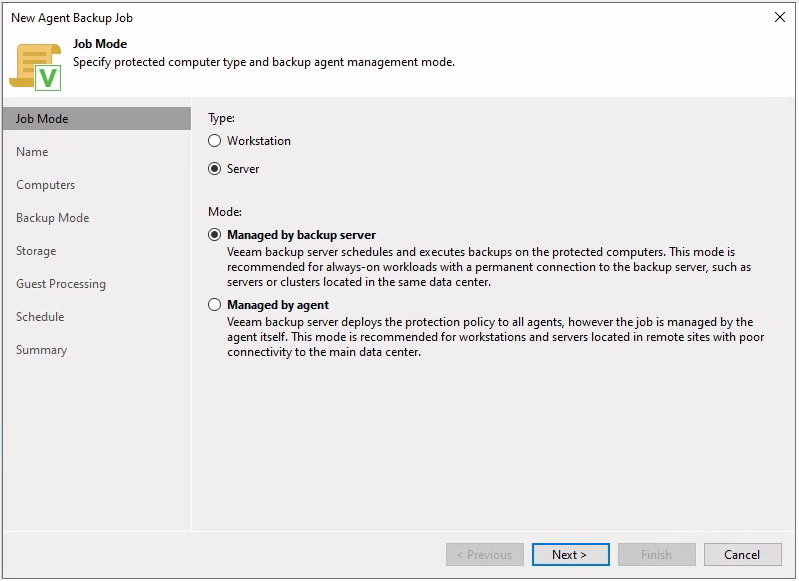 New Agent Backup Job
Job Mode
Specify protected computer type and backup agent management mode.
V
Job Mode
Name
Computers
Backup Mode
Storage
Guest Processing
Schedule
Summary
Type:
Workstation
Server
Mode:
Managed by backup server
Veeam backup server schedules and executes backups on the protected computers. This mode is
recommended for always-on workloads with a permanent connection to the backup server, such as
servers or clusters located in the same data center.
Managed by agent
Veeam backup server deploys the protection policy to all agents, however the job is managed by the
agent itself. This mode is recommended for workstations and servers located in remote sites with poor
connectivity to the main data center.
< Previous
Next >
Finish
Cancel